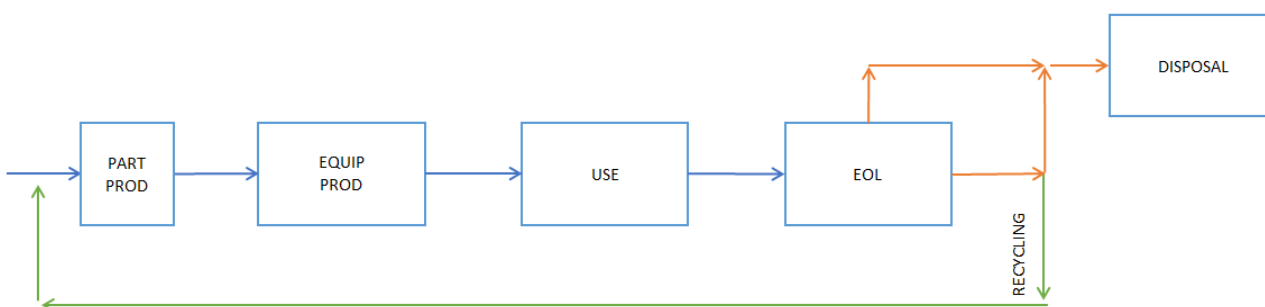 PART
PROD
EQUIP
PROD
USE
EOL
DISPOSAL
RECYCLING